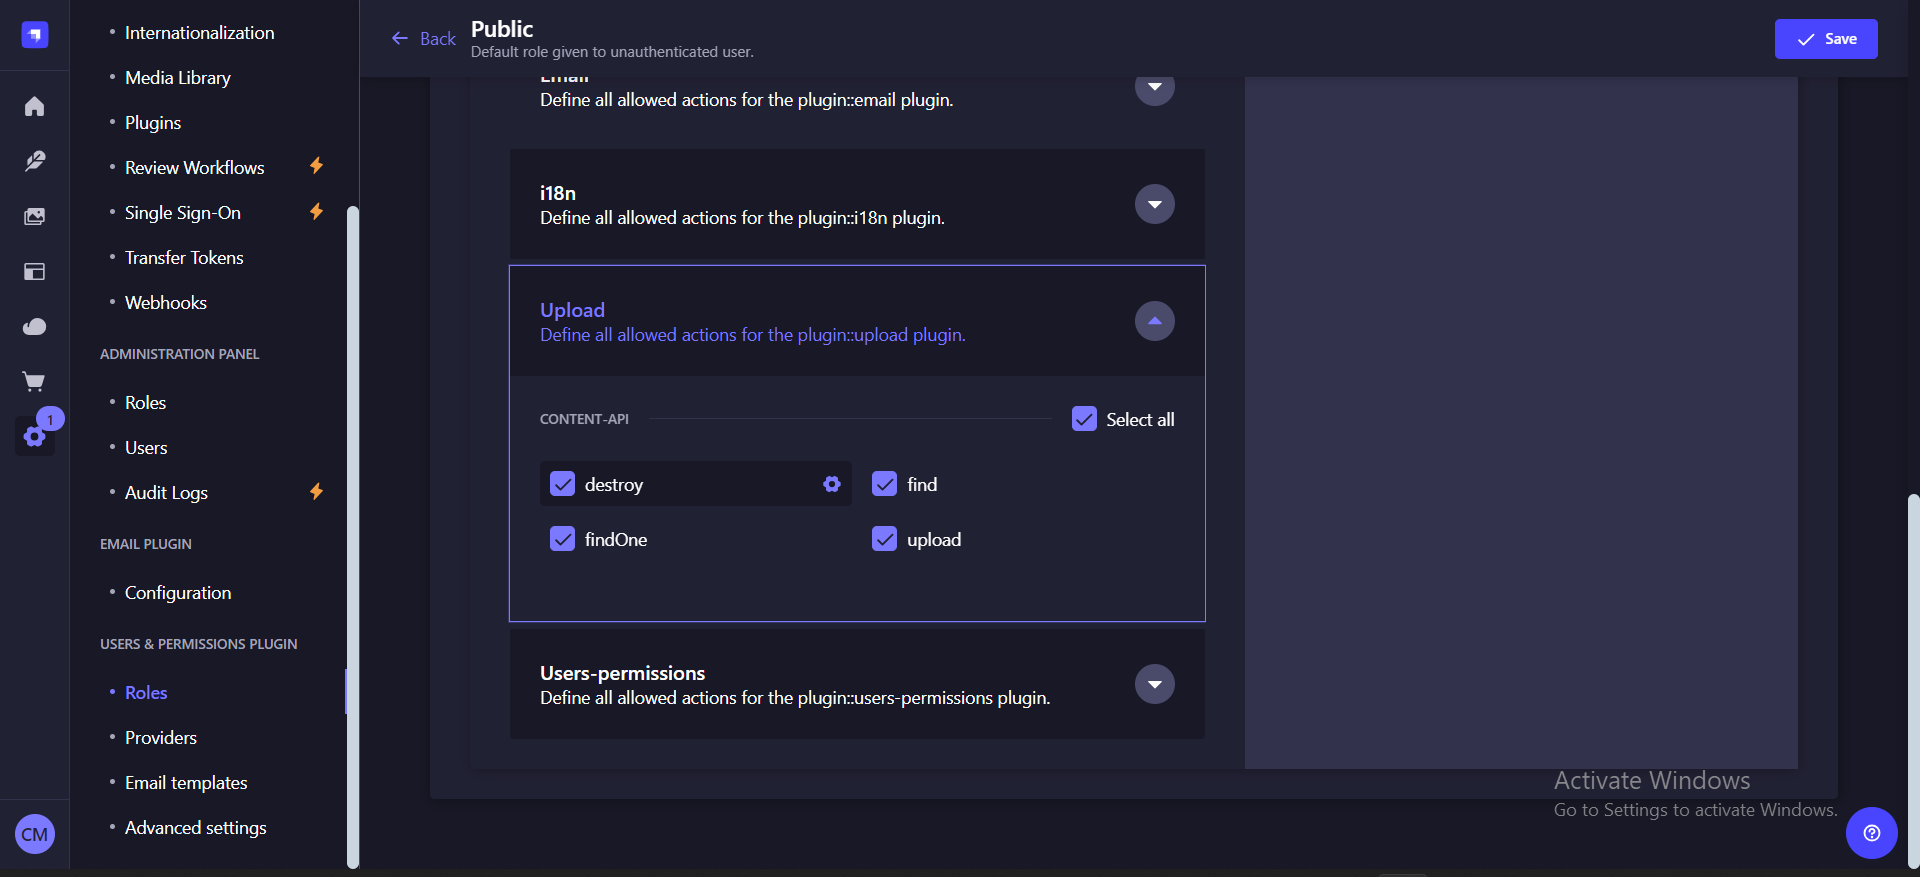 Internationalization
Media Library
Plugins
Review Workflows
Single Sign-On
Transfer Tokens
Webhooks
ADMINISTRATION PANEL
Roles
Users
Audit Logs
EMAIL PLUGIN
Configuration
USERS & PERMISSIONS PLUGIN
Roles
Providers
Email templates
Advanced settings
1
CM
Back
Public
Default role given to unauthenticated user.
Save
Email
Define all allowed actions for the plugin::email plugin.
i18n
Define all allowed actions for the plugin::i18n plugin.
Upload
Define all allowed actions for the plugin::upload plugin.
CONTENT-API
Select all
destroy
find
findOne
upload
Users-permissions
Define all allowed actions for the plugin::users-permissions plugin.
Activate Windows
Go to Settings to activate Windows.